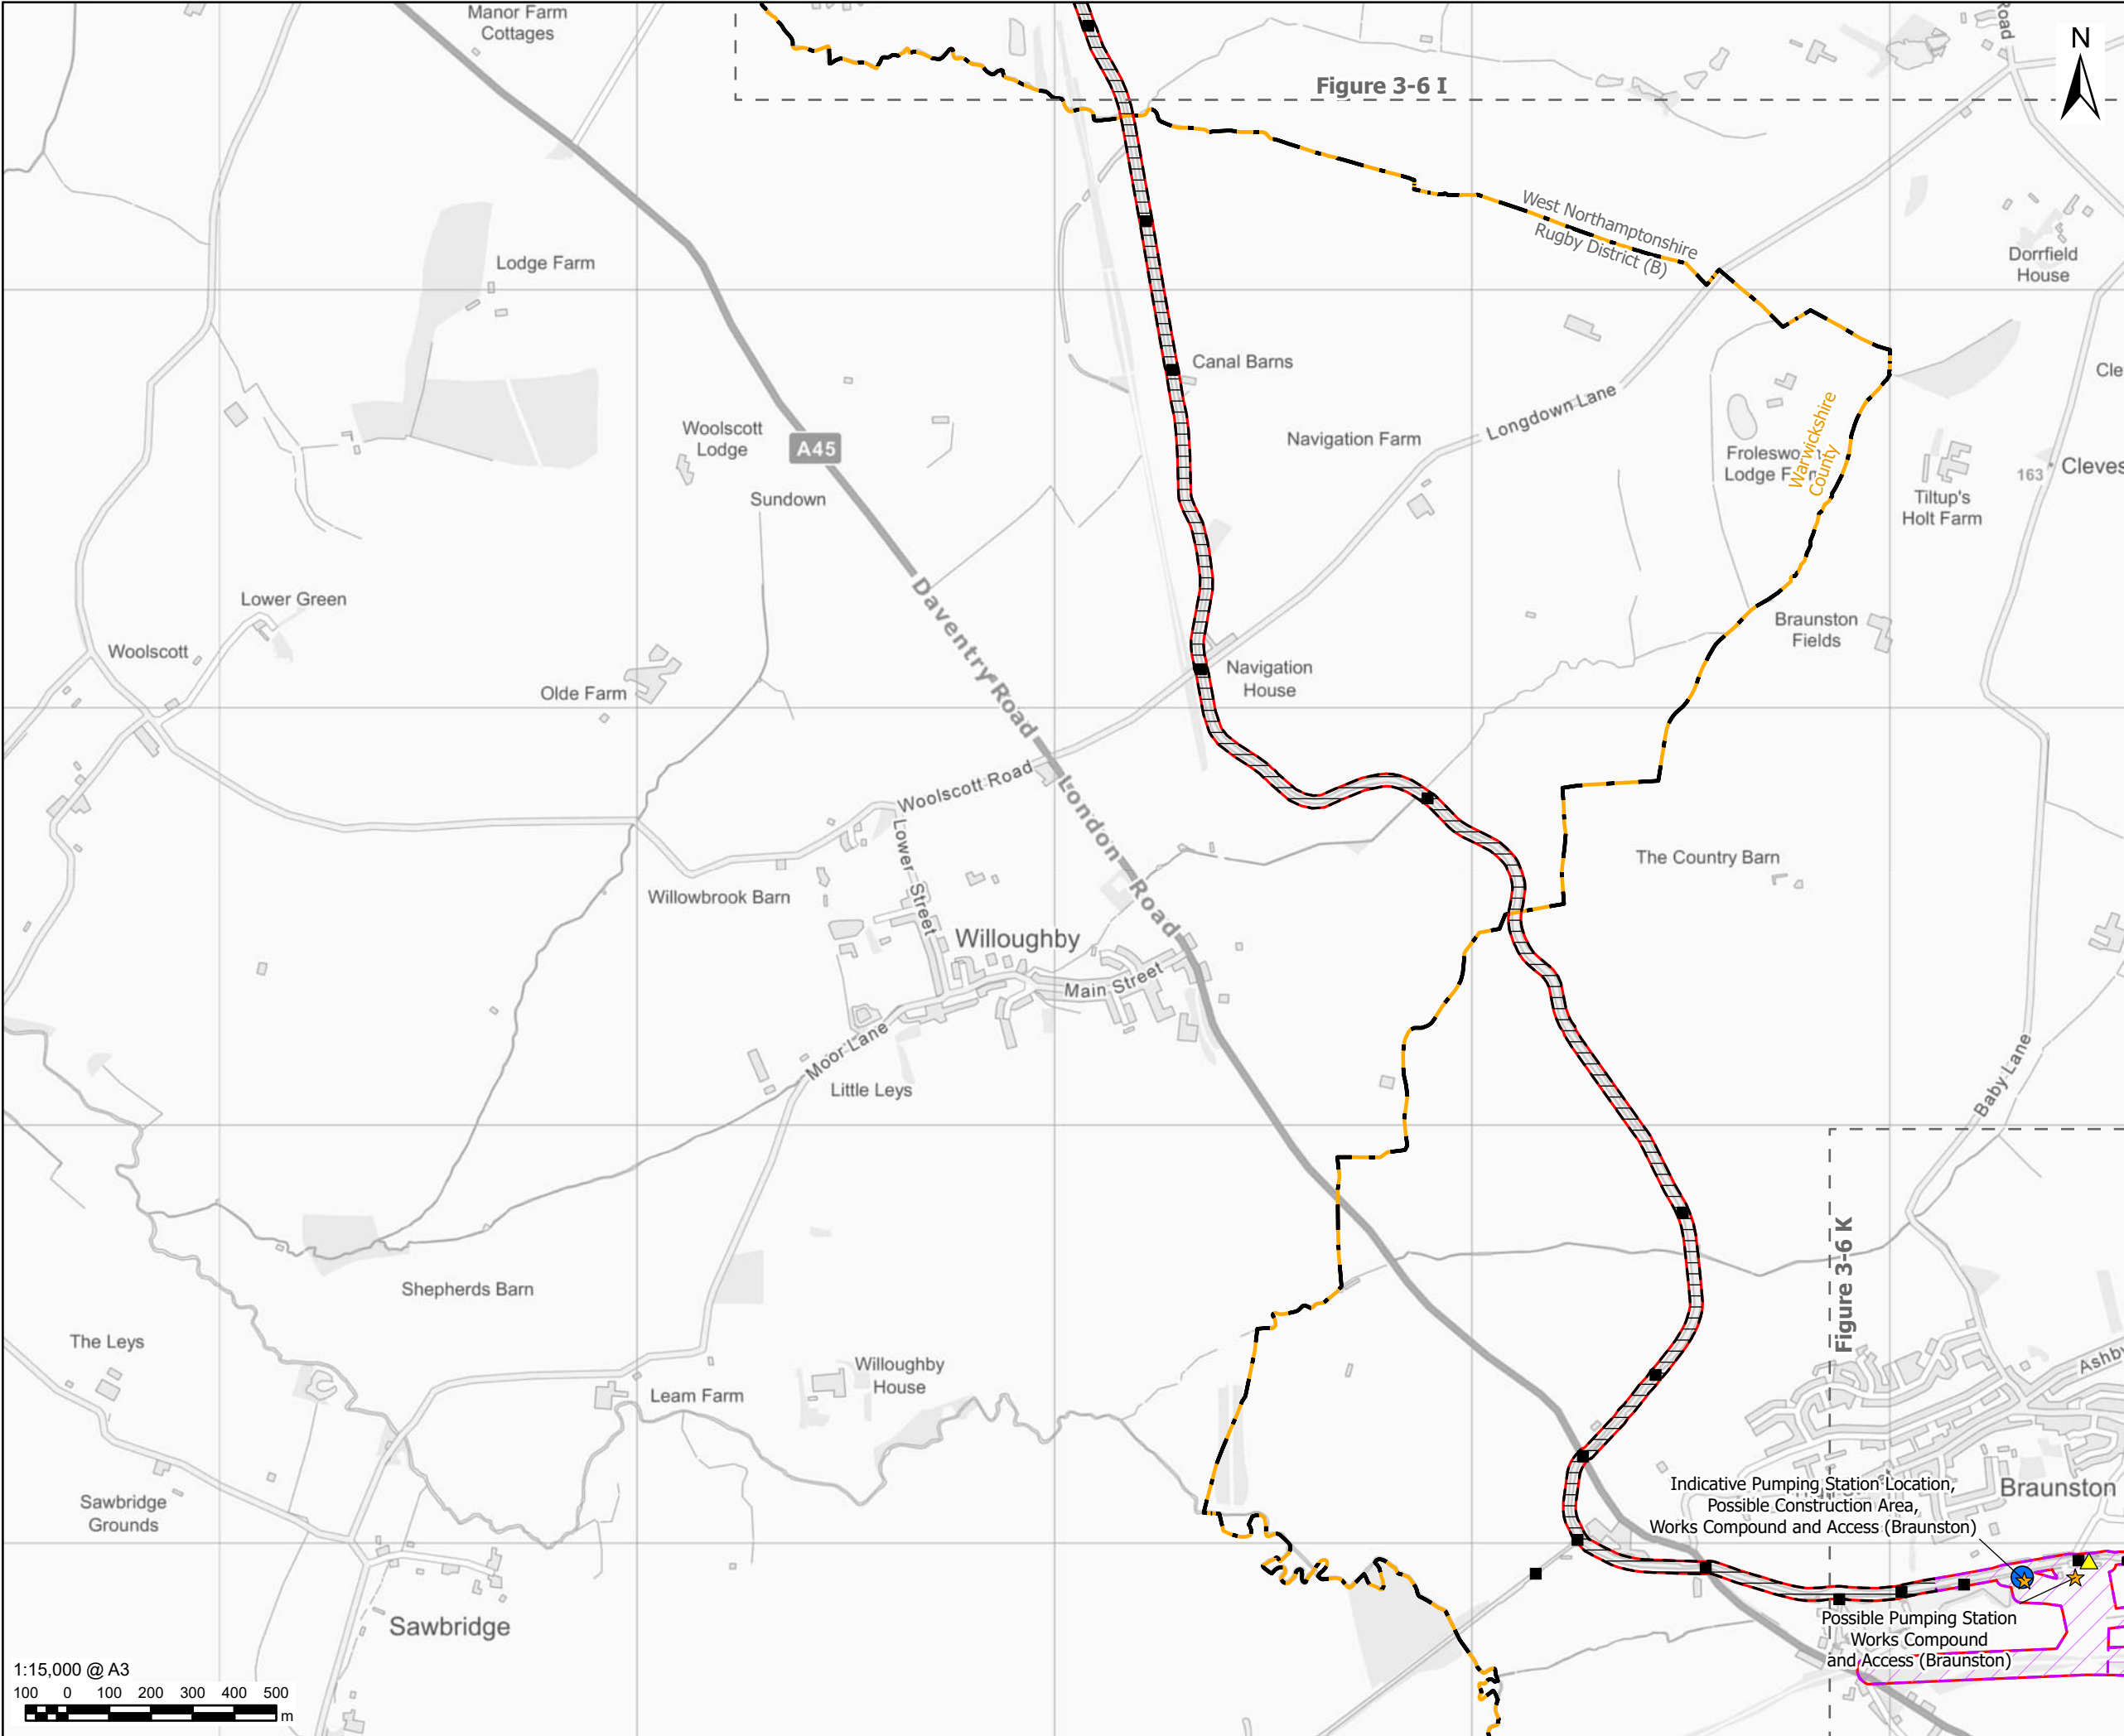 Manor Farm
Cottages
Road
N
Figure 3-6 I
West Northamptonshire
Rugby District (B)
Lodge Farm
Dorrfield
House
Canal Barns
Cle
Longdown Lane
Woolscott
Lodge
A45
Navigation Farm
Warwickshire
County
Lodge
163
Cleves
Sundown
Tiltup's
Holt Farm
Daventry Road
Lower Green
Braunston
Fields
Woolscott
Olde Farm
Navigation
House
Woolscott Road
London Road
Lower Street
The Country Barn
Willowbrook Barn
Willoughby
Main Street
Moor Lane
Little Leys
Baby Lane
Figure 3-6 K
Shepherds Barn
The Leys
Willoughby
House
Leam Farm
Ashby
Sawbridge
Grounds
Braunston
Indicative Pumping Station Location,
Possible Construction Area,
Works Compound and Access (Braunston)
Sawbridge
Possible Pumping Station
Works Compound
and Access (Braunston)
1:15,000 @ A3
100 0 100 200 300 400 500
m